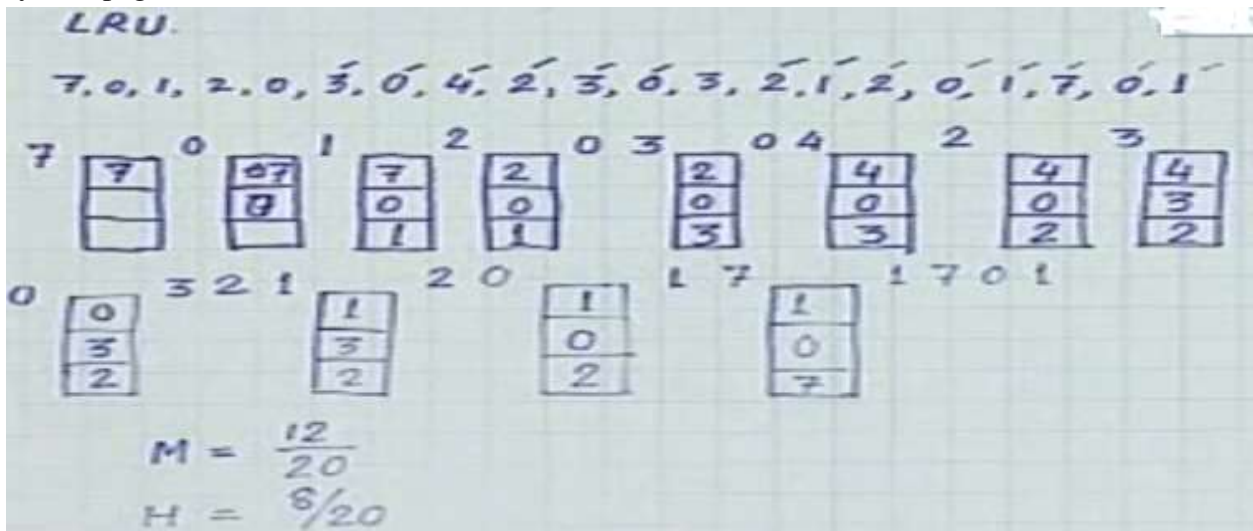 LRU.
7, 0, 1, 2, 0, 3, 0, 4, 2, 3, 0, 3, 2, 1, 2, 0, 1, 7, 0, 1
7 0 1 2 0 3 0 4 2 3
7 07 7 2 2 4 4 4
0 0 0 0 0 3
1 1 3 3 2 2
0 3 2 1 2 0 1 7 1 7 0 1
0 1 1 1
3 3 0 0
2 2 2 7
M = 12/20
H = 8/20